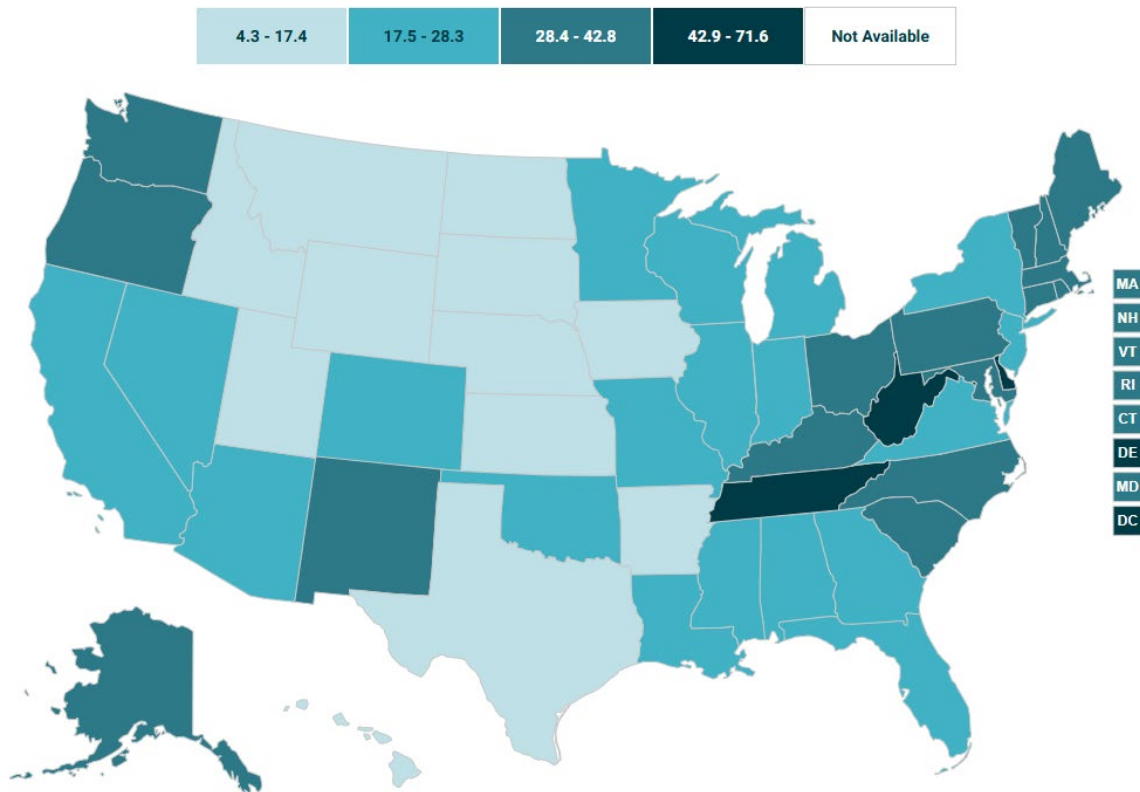 4.3 - 17.4 17.5 - 28.3 28.4 - 42.8 42.9 - 71.6 Not Available
MA
NH
VT
RI
CT
DE
MD
DC